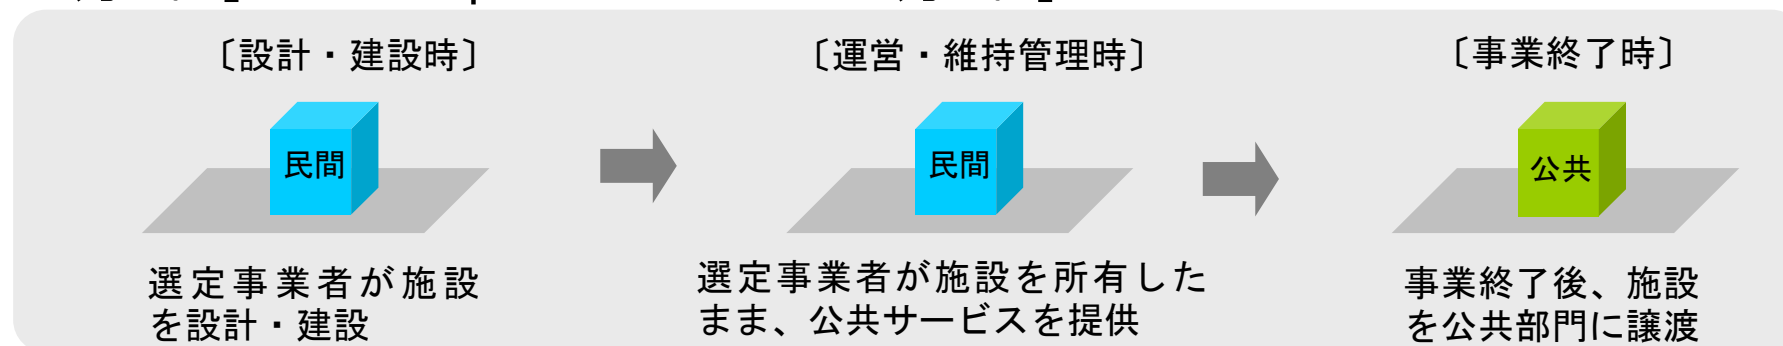 〔設計・建設時〕
〔運営・維持管理時〕
〔事業終了時〕
民間
民間
公共
選定事業者が施設
を設計・建設
選定事業者が施設を所有した
まま、公共サービスを提供
事業終了後、施設
を公共部門に譲渡